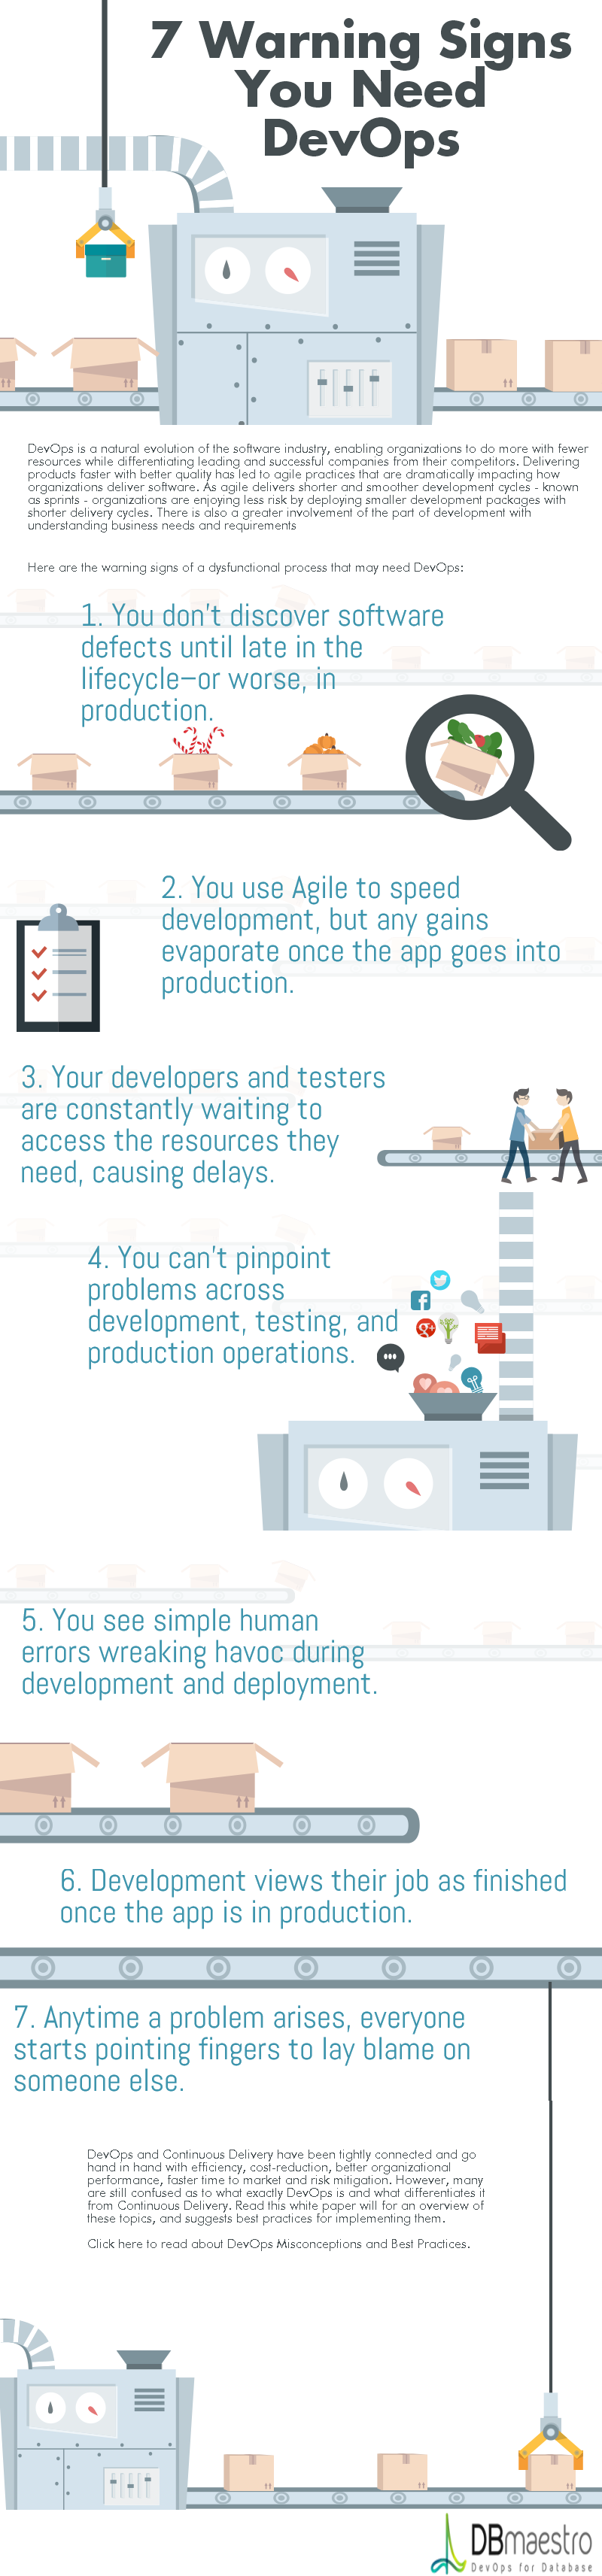 7 Warning Signs
You Need
DevOps
DevOps is a natural evolution of the software industry, enabling organizations to do more with fewer
resources while differentiating leading and successful companies from their competitors. Delivering
products faster with better quality has led to agile practices that are dramatically impacting how
organizations deliver software. As agile delivers shorter and smoother development cycles - known
as sprints - organizations are enjoying less risk by deploying smaller development packages with
shorter delivery cycles. There is also a greater involvement of the part of development with
understanding business needs and requirements
Here are the warning signs of a dysfunctional process that may need DevOps:
1. You don't discover software
defects until late in the
lifecycle–or worse, in
production.
2. You use Agile to speed
development, but any gains
evaporate once the app goes into
production.
3. Your developers and testers
are constantly waiting to
access the resources they
need, causing delays.
4. You can't pinpoint
problems across
development, testing, and
production operations.
5. You see simple human
errors wreaking havoc during
development and deployment.
6. Development views their job as finished
once the app is in production.
7. Anytime a problem arises, everyone
starts pointing fingers to lay blame on
someone else.
DevOps and Continuous Delivery have been tightly connected and go
hand in hand with efficiency, cost-reduction, better organizational
performance, faster time to market and risk mitigation. However, many
are still confused as to what exactly DevOps is and what differentiates it
from Continuous Delivery. Read this white paper will for an overview of
these topics, and suggests best practices for implementing them.
Click here to read about DevOps Misconceptions and Best Practices.
DBmaestro
DevOps for Database